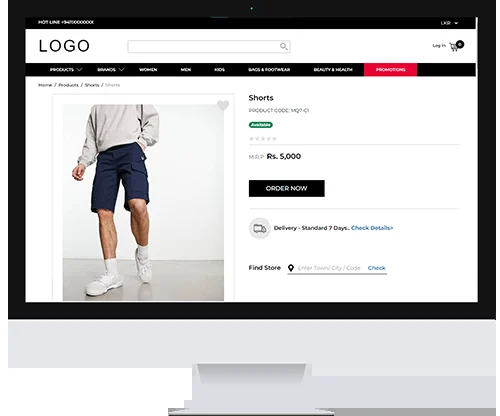 HOT LINE +9411XXXXXXX
LKR
LOGO
Log In
0
PRODUCTS
BRANDS
WOMEN
MEN
KIDS
BAGS & FOOTWEAR
BEAUTY & HEALTH
PROMOTIONS
Home / Products / Shorts / Shorts
Shorts
PRODUCT CODE: MQ7-C1
Available
M.R.P Rs. 5,000
ORDER NOW
Delivery - Standard 7 Days.. Check Details>
Find Store
Enter Town/ City / Code
Check